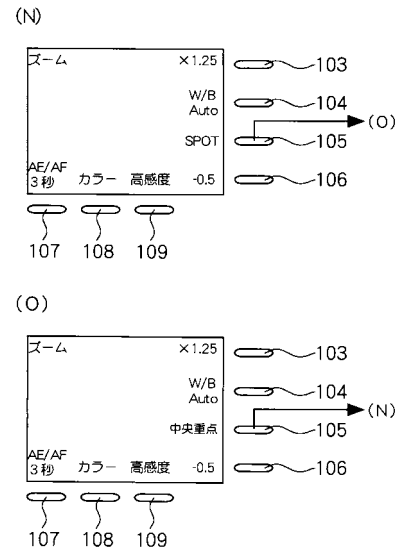 (N)
ズーム ×1.25
103
W/B
Auto
104
(O)
SPOT
105
AE/AF
3秒 カラー 高感度 -0.5
106
107 108 109
(O)
ズーム ×1.25
103
W/B
Auto
104
(N)
中央重点
105
AE/AF
3秒 カラー 高感度 -0.5
106
107 108 109